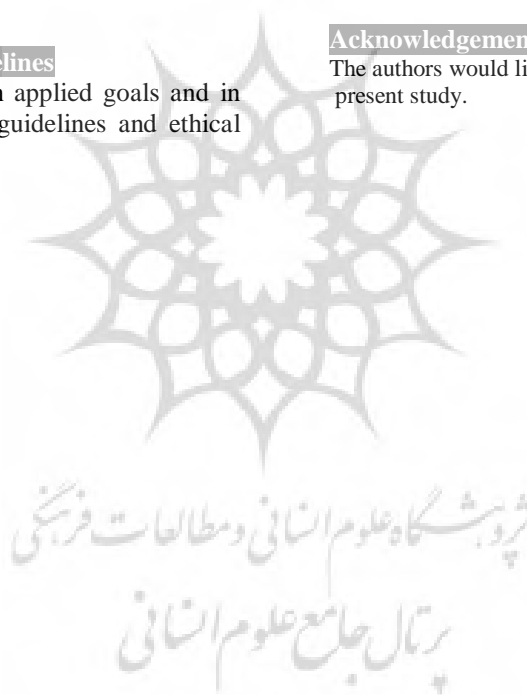 elines
n applied goals and in
guidelines and ethical
Acknowledgemen
The authors would li
present study.
پژوهشگاه علوم انسانی و مطالعات فرهنگی
پرتال جامع علوم انسانی